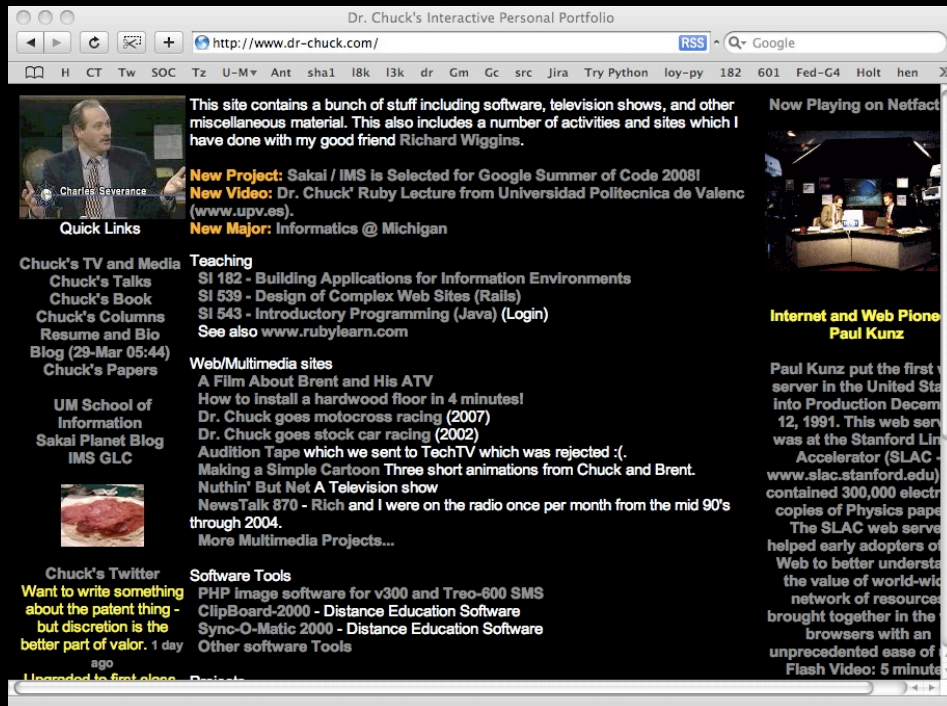 Dr. Chuck's Interactive Personal Portfolio
http://www.dr-chuck.com/
RSS
Google
H CT Tw SOC Tz U-M Ant sha1 l8k l3k dr Gm Gc src Jira Try Python loy-py 182 601 Fed-G4 Holt hen
Charles Severance
Quick Links
Chuck's TV and Media
Chuck's Talks
Chuck's Book
Chuck's Columns
Resume and Bio
Blog (29-Mar 05:44)
Chuck's Papers
UM School of
Information
Sakai Planet Blog
IMS GLC
Chuck's Twitter
Want to write something
about the patent thing -
but discretion is the
better part of valor. 1 day
ago
Upgraded to first class
This site contains a bunch of stuff including software, television shows, and other
miscellaneous material. This also includes a number of activities and sites which I
have done with my good friend Richard Wiggins.
New Project: Sakai / IMS is Selected for Google Summer of Code 2008!
New Video: Dr. Chuck' Ruby Lecture from Universidad Politecnica de Valenc
(www.upv.es).
New Major: Informatics @ Michigan
Teaching
SI 182 - Building Applications for Information Environments
SI 539 - Design of Complex Web Sites (Rails)
SI 543 - Introductory Programming (Java) (Login)
See also www.rubylearn.com
Web/Multimedia sites
A Film About Brent and His ATV
How to install a hardwood floor in 4 minutes!
Dr. Chuck goes motocross racing (2007)
Dr. Chuck goes stock car racing (2002)
Audition Tape which we sent to TechTV which was rejected :(.
Making a Simple Cartoon Three short animations from Chuck and Brent.
Nuthin' But Net A Television show
NewsTalk 870 - Rich and I were on the radio once per month from the mid 90's
through 2004.
More Multimedia Projects...
Software Tools
PHP image software for v300 and Treo-600 SMS
ClipBoard-2000 - Distance Education Software
Sync-O-Matic 2000 - Distance Education Software
Other software Tools
Projects
Now Playing on Netfact
Internet and Web Pione
Paul Kunz
Paul Kunz put the first
server in the United Sta
into Production Decem
12, 1991. This web serv
was at the Stanford Lin
Accelerator (SLAC -
www.slac.stanford.edu)
contained 300,000 electr
copies of Physics pape
The SLAC web serve
helped early adopters of
Web to better understa
the value of world-wid
network of resources
brought together in the
browsers with an
unprecedented ease of
Flash Video: 5 minute